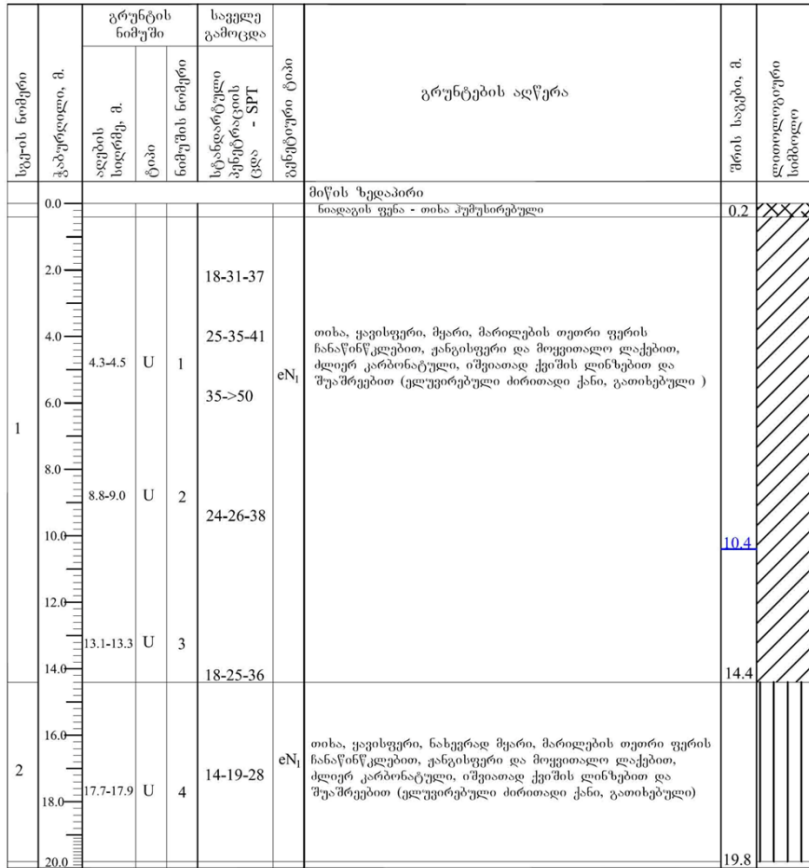 გრუნტის ნიმუში
საველე გამოცდა
სგე-ის ნომერი
ჭაბურღილი, მ.
აღების სიღრმე, მ.
ტიპი
ნიმუშის ნომერი
სტანდარტული პენეტრაციის ცდა - SPT
გენეტიური ტიპი
გრუნტების აღწერა
შრის საგები, მ.
ლითოლოგიური სიმბოლო
მიწის ზედაპირი
0.0
ნიადაგის ფენა - თიხა ჰუმუსირებული
0.2
2.0
18-31-37
4.0
25-35-41
თიხა, ყავისფერი, მყარი, მარილების თეთრი ფერის
ჩანაწინწკლებით, ჟანგისფერი და მოყვითალო ლაქებით,
ძლიერ კარბონატული, იშვიათად ქვიშის ლინზებით და
შუაშრეებით (ელუვირებული ძირითადი ქანი, გათიხებული )
4.3-4.5 U 1
eN1
6.0
35->50
1
8.0
8.8-9.0 U 2
24-26-38
10.0
10.4
12.0
13.1-13.3 U 3
14.0
18-25-36
14.4
16.0
თიხა, ყავისფერი, ნახევრად მყარი, მარილების თეთრი ფერის
ჩანაწინწკლებით, ჟანგისფერი და მოყვითალო ლაქებით,
ძლიერ კარბონატული, იშვიათად ქვიშის ლინზებით და
შუაშრეებით (ელუვირებული ძირითადი ქანი, გათიხებული)
eN1
2
14-19-28
17.7-17.9 U 4
18.0
19.8
20.0